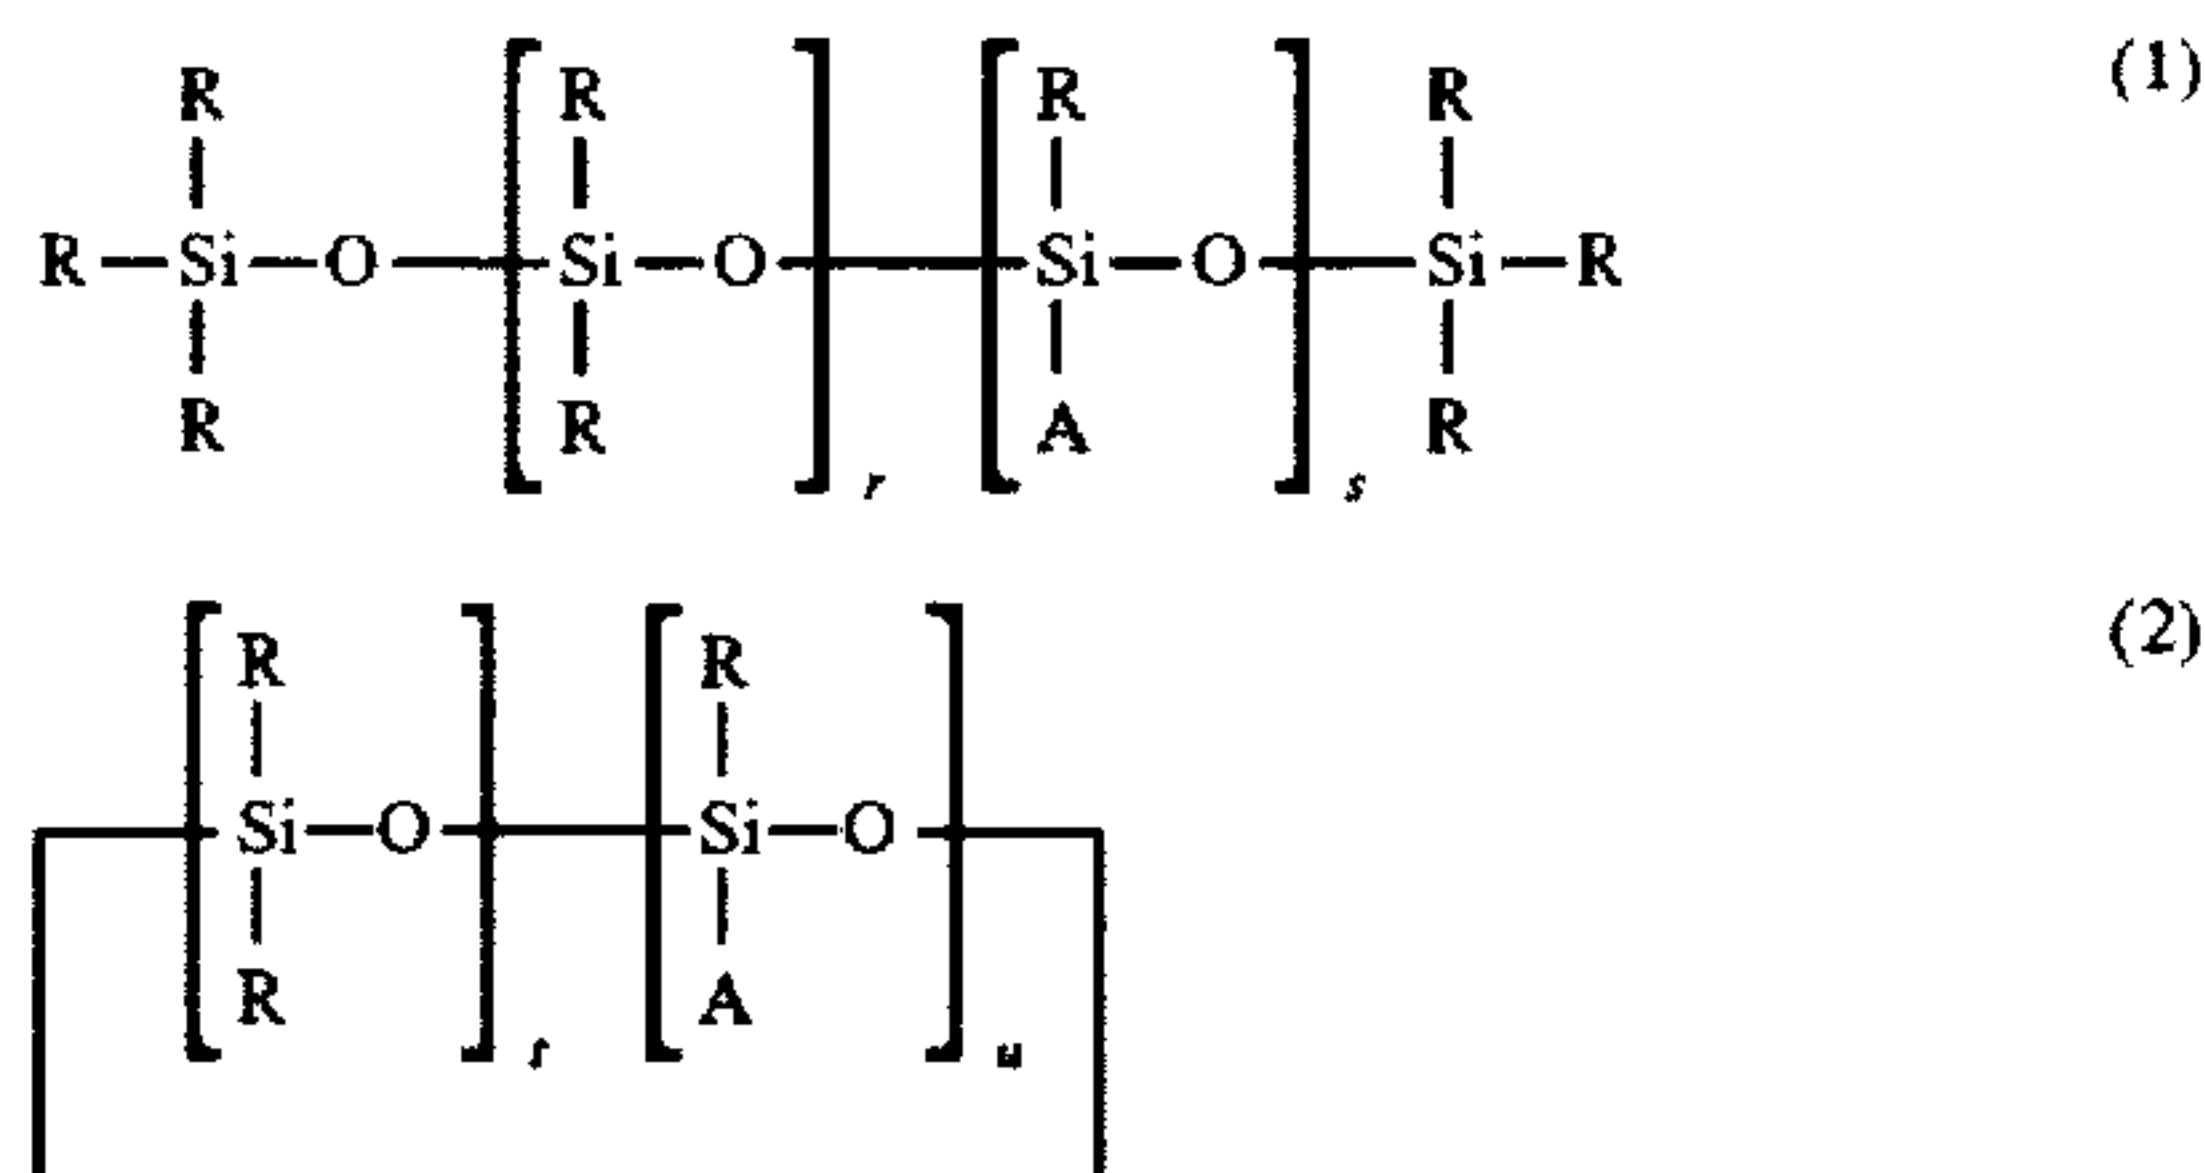 R R R R (1)
R—Si—O—[Si—O]—[Si—O]—Si—R
R R A R
r s
R R (2)
[Si—O]—[Si—O]
R A
u